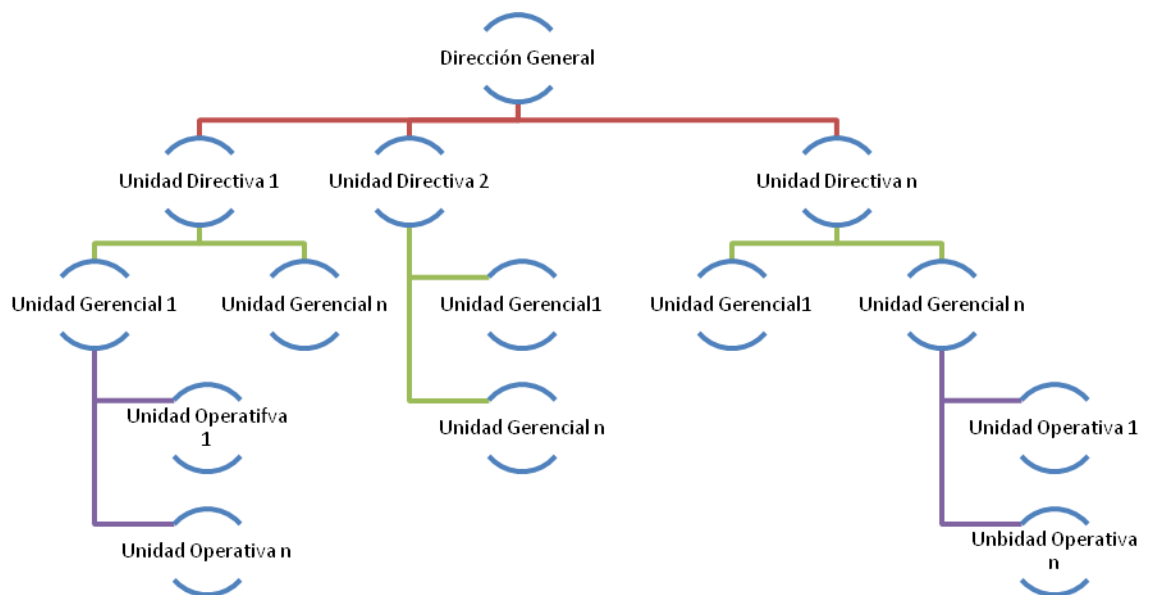 Dirección General
Unidad Directiva 1
Unidad Directiva 2
Unidad Directiva n
Unidad Gerencial 1
Unidad Gerencial n
Unidad Gerencial1
Unidad Gerencial1
Unidad Gerencial n
Unidad Operatifva
1
Unidad Gerencial n
Unidad Operativa 1
Unidad Operativa n
Unbidad Operativa
n